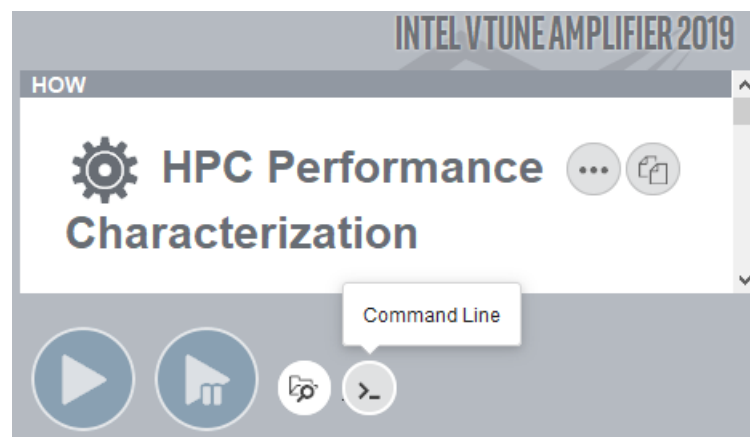 INTEL VTUNE AMPLIFIER 2019
HOW
HPC Performance
Characterization
Command Line